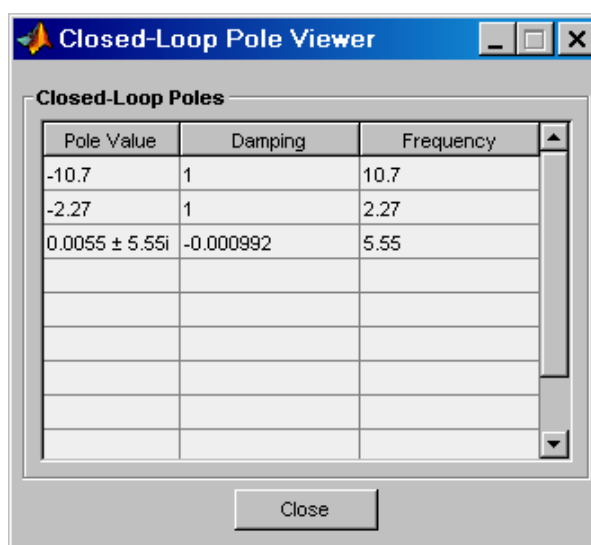 Closed-Loop Pole Viewer
Closed-Loop Poles
Pole Value Damping Frequency
-10.7 1 10.7
-2.27 1 2.27
0.0055 ± 5.55i -0.000992 5.55
Close